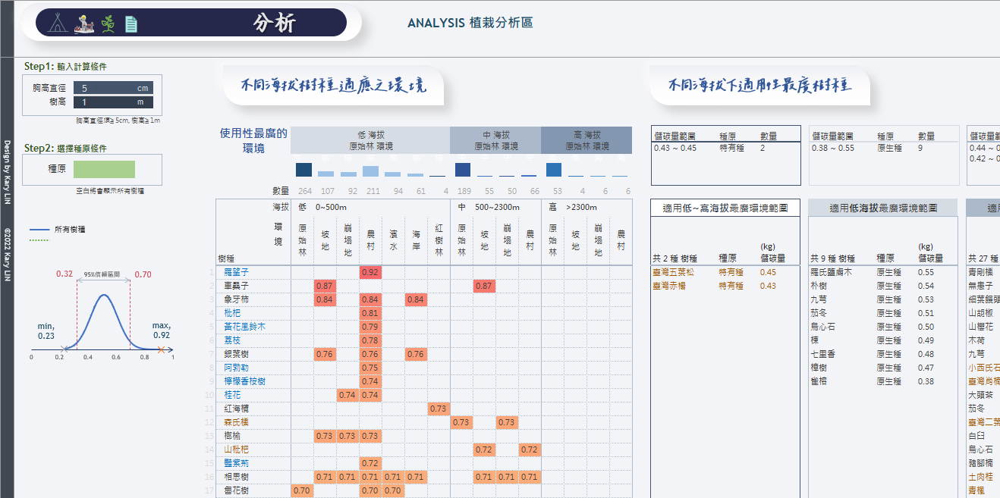 分析
ANALYSIS 植栽分析區
Design by Kary LIN
©2022 Kary LIN
Step1: 輸入計算條件
胸高直徑 5 cm
樹高 1 m
胸高直徑須≧5cm, 樹高≧1m
Step2: 選擇種原條件
種原
空白將會顯示所有樹種
所有樹種
0.32 95%信賴區間 0.70
min, 0.23
max, 0.92
0 0.2 0.4 0.6 0.8 1
不同海拔樹種適應之環境
使用性最廣的環境
低 海拔 原始林 環境
中 海拔 原始林 環境
高 海拔 原始林 環境
數量 264 107 92 211 94 61 4 189 55 50 66 53 4 6 6
海拔 低 0~500m 中 500~2300m 高 >2300m
環境 原始林 坡地 崩塌地 農村 濱水 海岸 紅樹林 原始林 坡地 崩塌地 農村 原始林 坡地 崩塌地 農村
樹種
1 羅望子 0.92
2 車桑子 0.87 0.87
3 象牙柿 0.84 0.84 0.84
4 枇杷 0.81
5 黃花風鈴木 0.79
6 荔枝 0.78
7 銀葉樹 0.76 0.76 0.76
8 阿勃勒 0.75
9 檸檬香桉樹 0.74
10 桂花 0.74 0.74
11 紅海欖 0.73
12 森氏櫟 0.73 0.73
13 榔榆 0.73 0.73 0.73
14 山枇杷 0.72 0.72
15 豔紫荊 0.72
16 相思樹 0.71 0.71 0.71 0.71 0.71 0.71 0.71 0.71
17 魯花樹 0.70 0.70 0.70
不同海拔下適用性最廣樹種
儲碳量範圍 種原 數量
0.43 ~ 0.45 特有種 2
儲碳量範圍 種原 數量
0.38 ~ 0.55 原生種 9
儲碳量範
0.44 ~
0.42 ~
適用低~高海拔最廣環境範圍
(kg)
共 2 種 樹種 種原 儲碳量
臺灣五葉松 特有種 0.45
臺灣赤楊 特有種 0.43
適用低海拔最廣環境範圍
(kg)
共 9 種 樹種 種原 儲碳量
羅氏鹽膚木 原生種 0.55
朴樹 原生種 0.54
九芎 原生種 0.53
茄冬 原生種 0.51
烏心石 原生種 0.50
楝 原生種 0.49
七里香 原生種 0.48
樟樹 原生種 0.47
雀榕 原生種 0.38
適用
共 27 種
青剛櫟
無患子
細葉饅頭
山胡椒
山櫻花
木荷
九芎
小西氏石
臺灣肖楠
大頭茶
茄冬
臺灣二葉
白臼
烏心石
豬腳楠
土肉桂
青楓